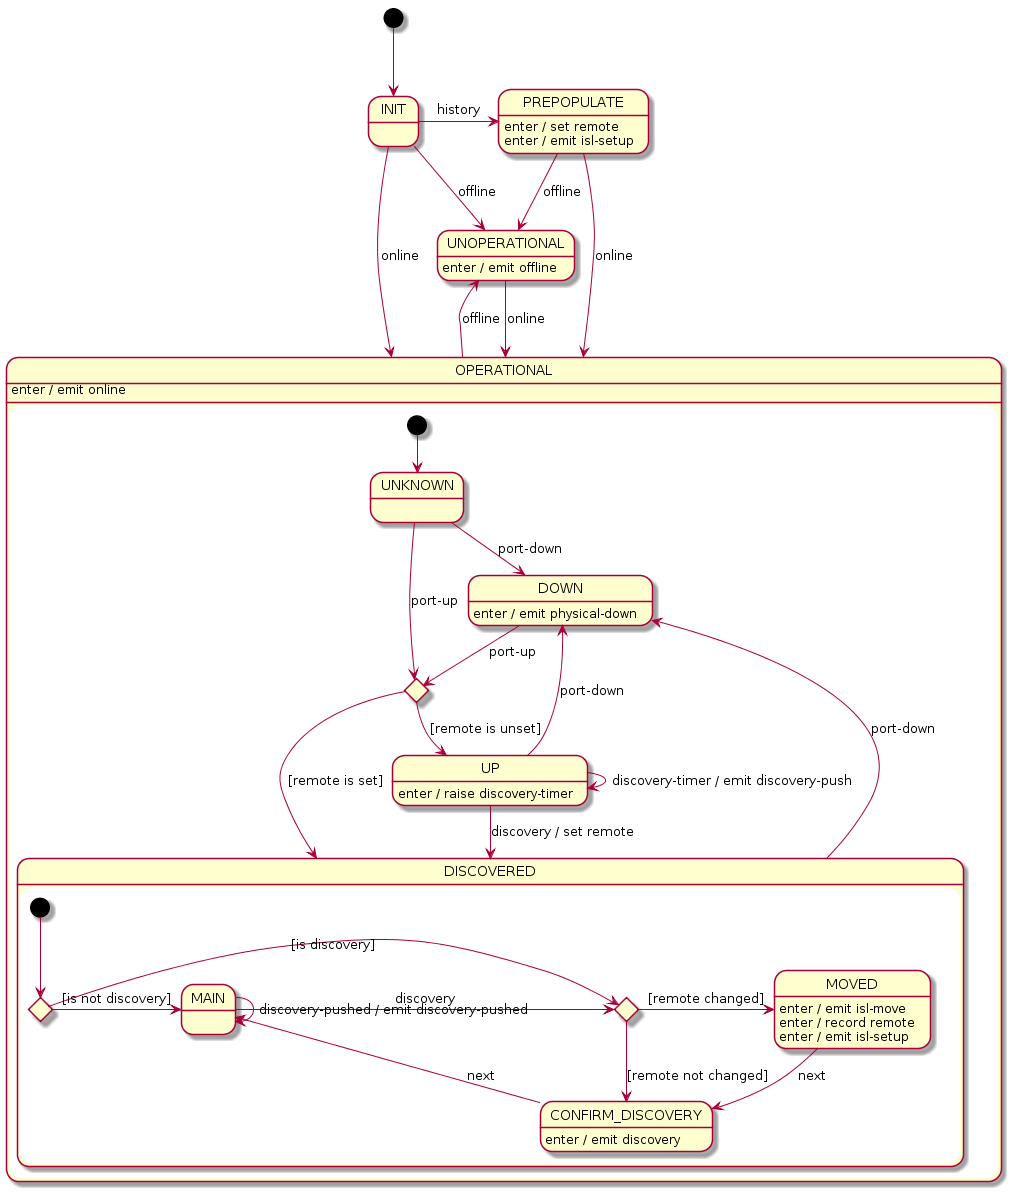 INIT
history
PREPOPULATE
enter / set remote
enter / emit isl-setup
offline
offline
UNOPERATIONAL
enter / emit offline
online
online
offline
online
OPERATIONAL
enter / emit online
UNKNOWN
port-down
DOWN
enter / emit physical-down
port-up
port-up
port-down
[remote is unset]
port-down
UP
enter / raise discovery-timer
[remote is set]
discovery-timer / emit discovery-push
discovery / set remote
DISCOVERED
[is discovery]
[is not discovery]
MAIN
discovery
discovery-pushed / emit discovery-pushed
[remote changed]
MOVED
enter / emit isl-move
enter / record remote
enter / emit isl-setup
next
[remote not changed]
next
CONFIRM_DISCOVERY
enter / emit discovery